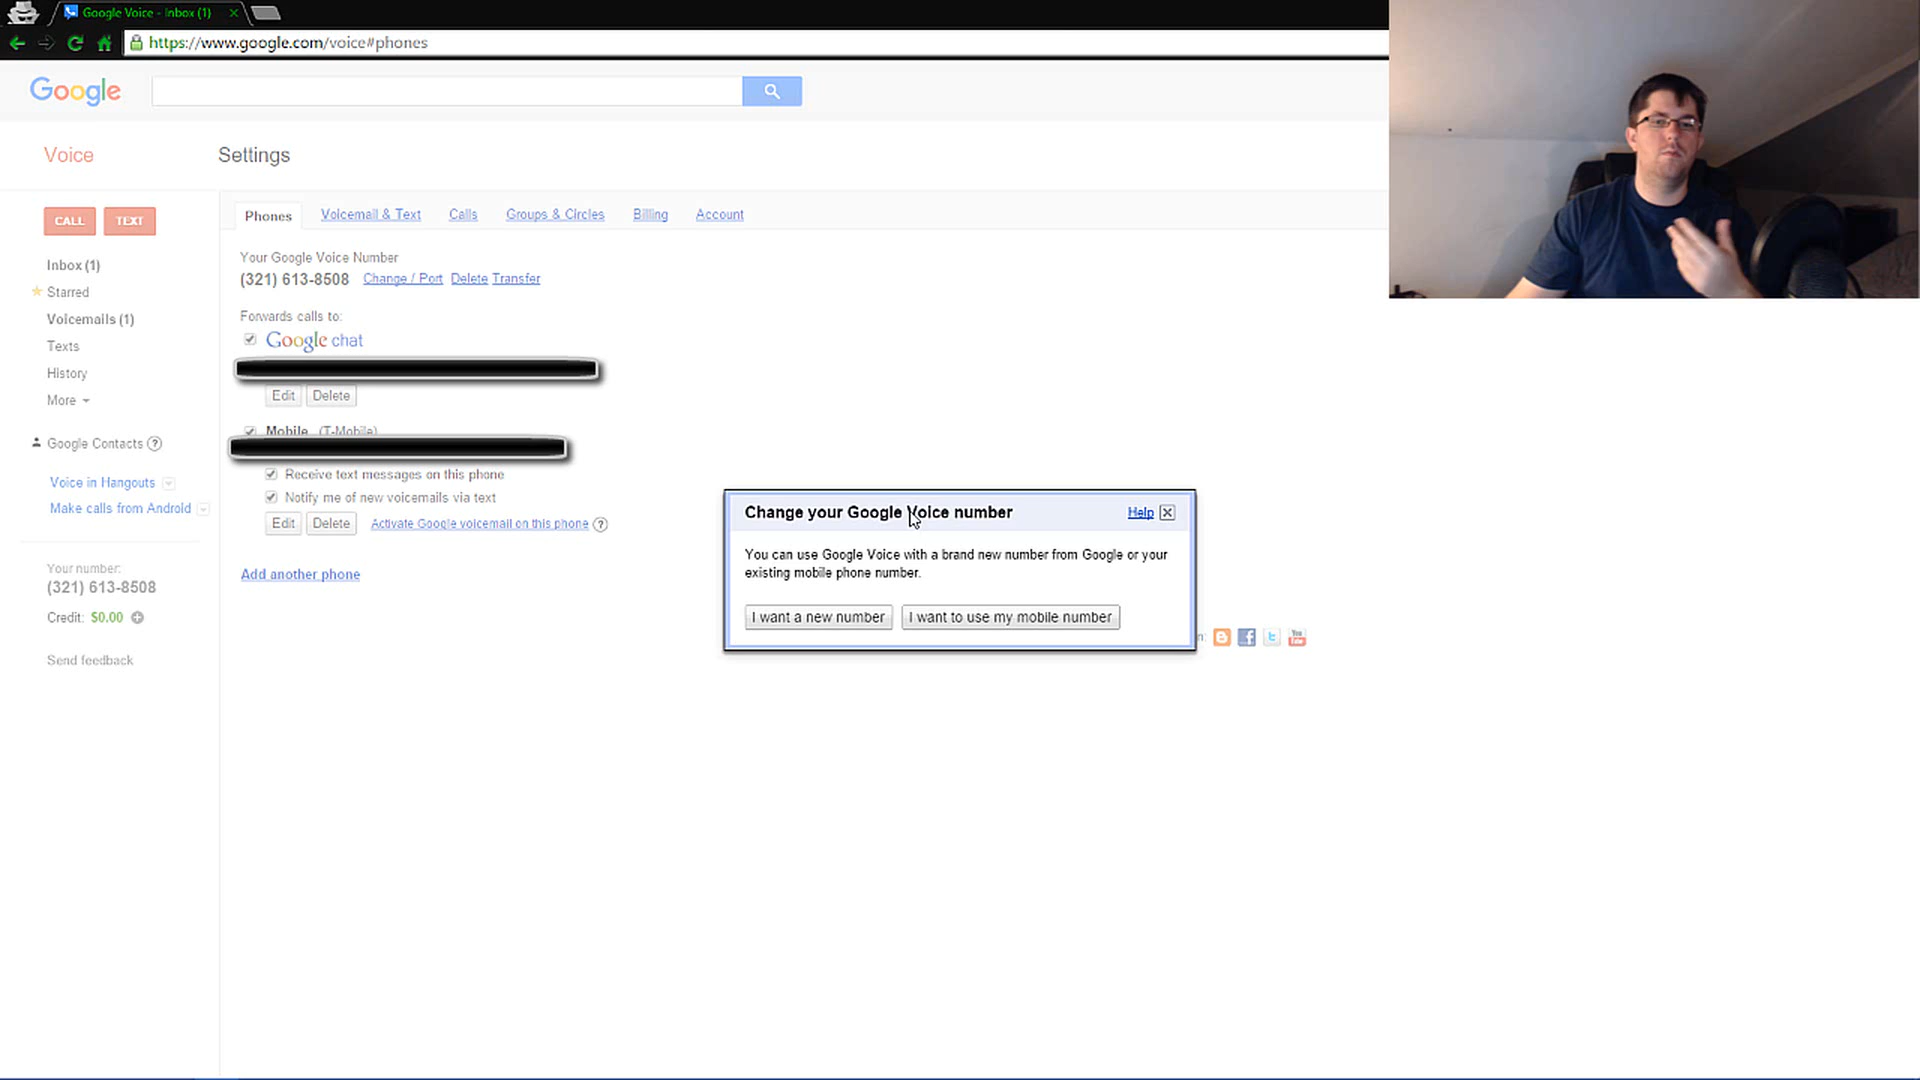 Google Voice - Inbox (1)
https://www.google.com/voice#phones
Google
Voice
Settings
CALL
TEXT
Phones
Voicemail & Text
Calls
Groups & Circles
Billing
Account
Inbox (1)
Starred
Voicemails (1)
Texts
History
More
Google Contacts ?
Voice in Hangouts
Make calls from Android
Your number:
(321) 613-8508
Credit: $0.00
Send feedback
Your Google Voice Number
(321) 613-8508 Change / Port Delete Transfer
Forwards calls to:
Google chat
Edit Delete
Mobile (T-Mobile)
Receive text messages on this phone
Notify me of new voicemails via text
Edit Delete Activate Google voicemail on this phone ?
Add another phone
Change your Google Voice number
Help
You can use Google Voice with a brand new number from Google or your
existing mobile phone number.
I want a new number
I want to use my mobile number